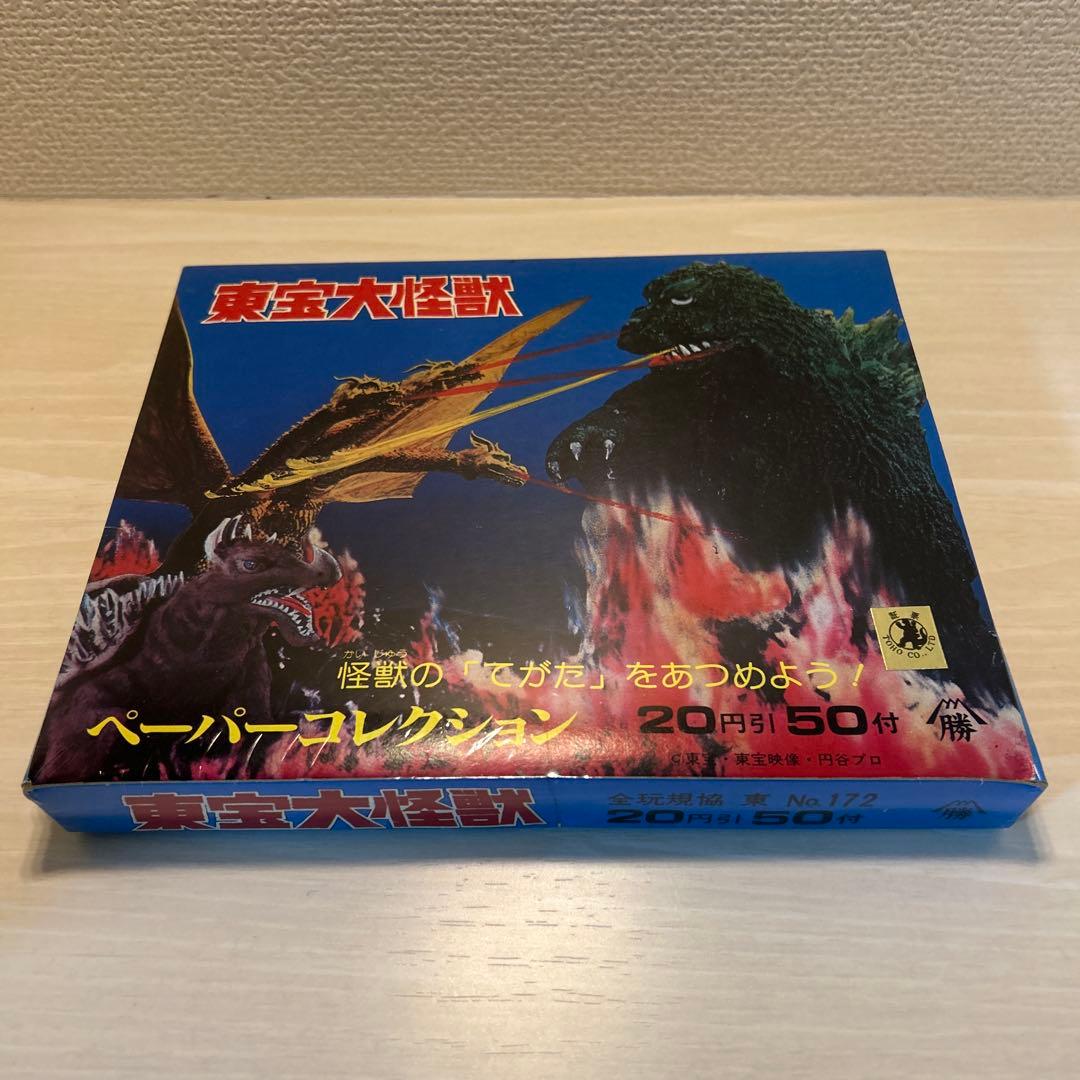 東宝大怪獣
かいじゅう
怪獣の「てがた」をあつめよう!
ペーパーコレクション
20円引 50付
勝
©東宝・東宝映像・円谷プロ
証
TOHO CO., LTD
東宝大怪獣
全玩規協 東 No.172
20円引 50付
勝